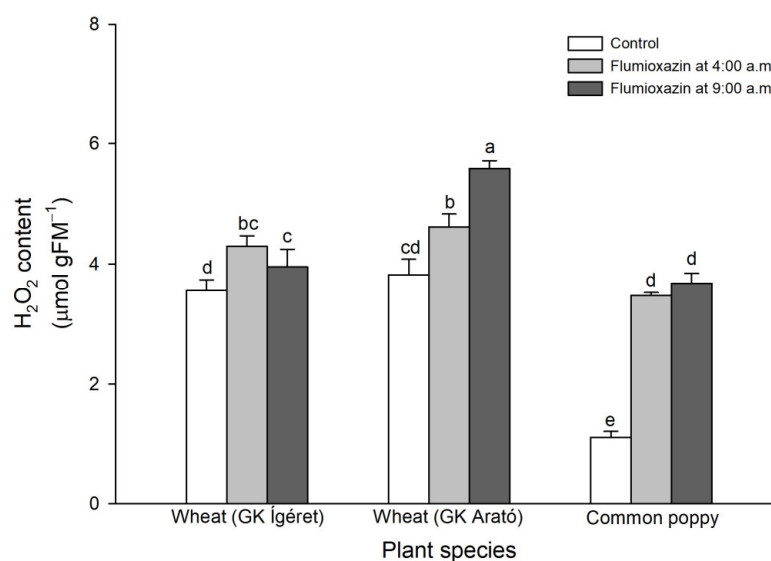 8
6
4
2
0
H₂O₂ content
(μmol gFM⁻¹)
Control
Flumioxazin at 4:00 a.m
Flumioxazin at 9:00 a.m
d
bc
c
cd
b
a
e
d
d
Wheat (GK Ígéret)
Wheat (GK Arató)
Common poppy
Plant species